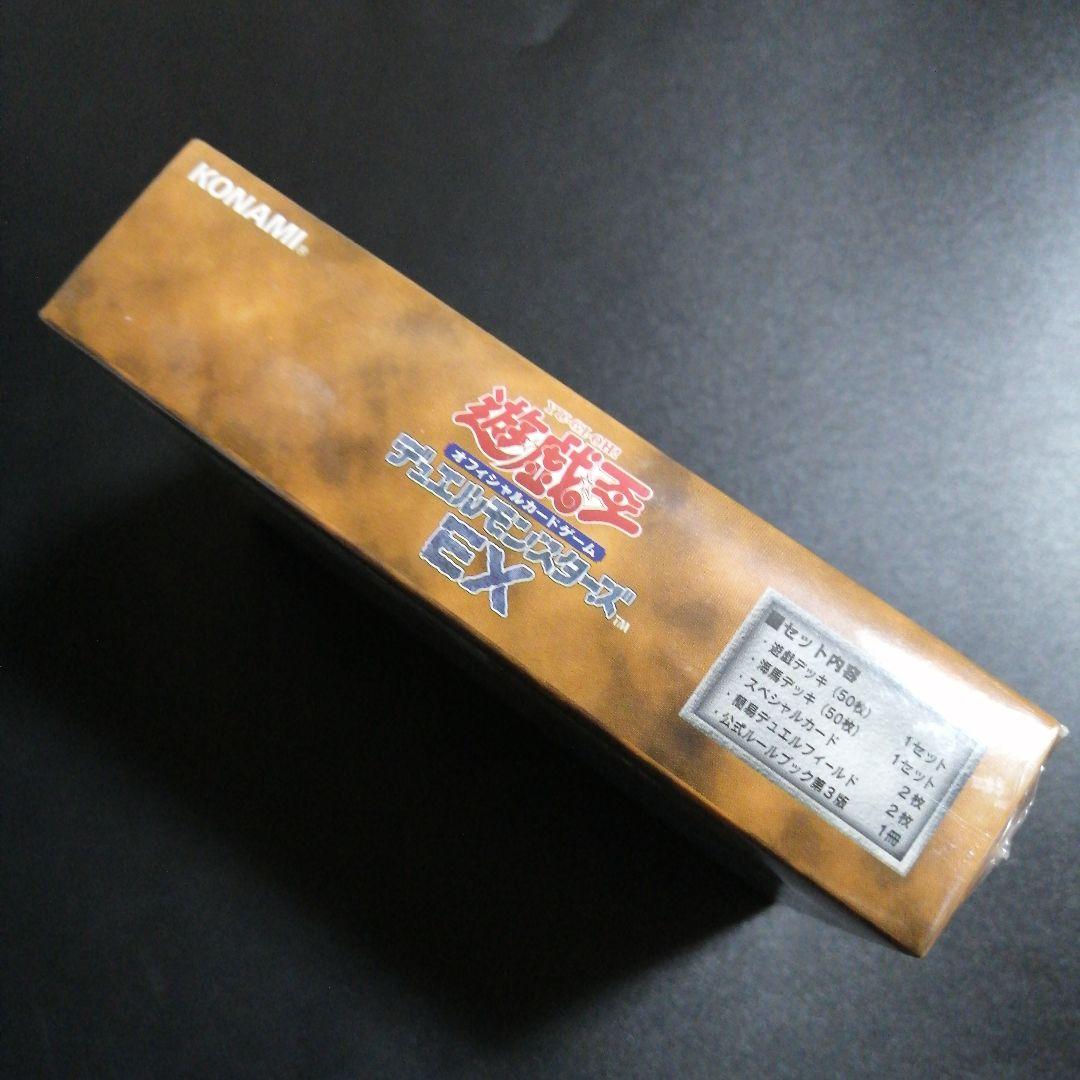 KONAMI®
YU-GI-OH!
遊戯王
オフィシャルカードゲーム
デュエルモンスターズ
EX™
■セット内容
・遊戯デッキ（50枚） 1セット
・海馬デッキ（50枚） 1セット
・スペシャルカード 2枚
・簡易デュエルフィールド 2枚
・公式ルールブック第3版 1冊